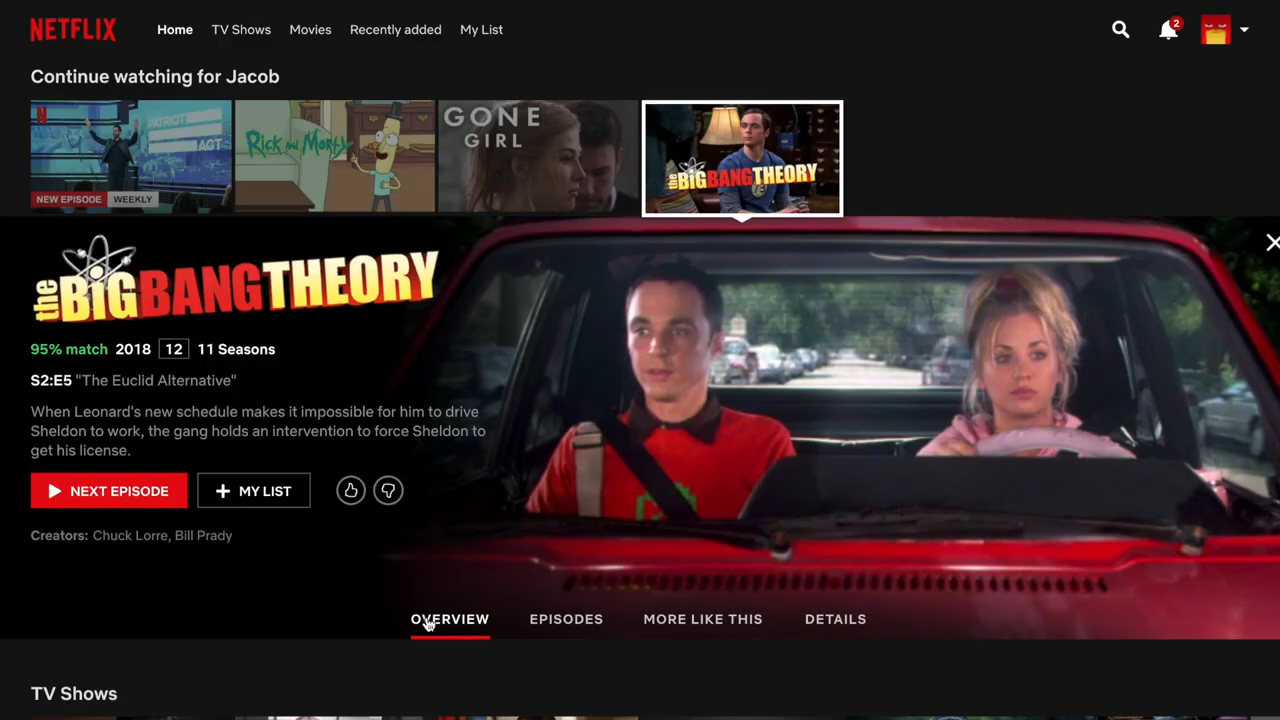 NETFLIX
Home TV Shows Movies Recently added My List
2
Continue watching for Jacob
PATRIOT ACT
NEW EPISODE WEEKLY
RICK AND MORTY
GONE GIRL
the BIG BANG THEORY
the BIG BANG THEORY
95% match 2018 12 11 Seasons
S2:E5 "The Euclid Alternative"
When Leonard's new schedule makes it impossible for him to drive
Sheldon to work, the gang holds an intervention to force Sheldon to
get his license.
NEXT EPISODE MY LIST
Creators: Chuck Lorre, Bill Prady
OVERVIEW EPISODES MORE LIKE THIS DETAILS
TV Shows